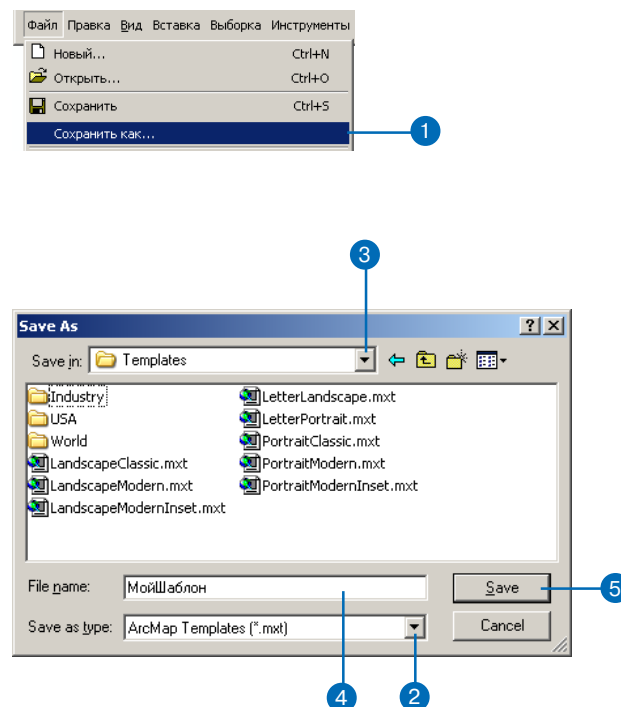 Файл Правка Вид Вставка Выборка Инструменты
Новый... Ctrl+N
Открыть... Ctrl+O
Сохранить Ctrl+S
Сохранить как...
1
3
Save As
Save in: Templates
Industry
USA
World
LandscapeClassic.mxt
LandscapeModern.mxt
LandscapeModernInset.mxt
LetterLandscape.mxt
LetterPortrait.mxt
PortraitClassic.mxt
PortraitModern.mxt
PortraitModernInset.mxt
File name: МойШаблон Save
5
Save as type: ArcMap Templates (*.mxt) Cancel
4 2